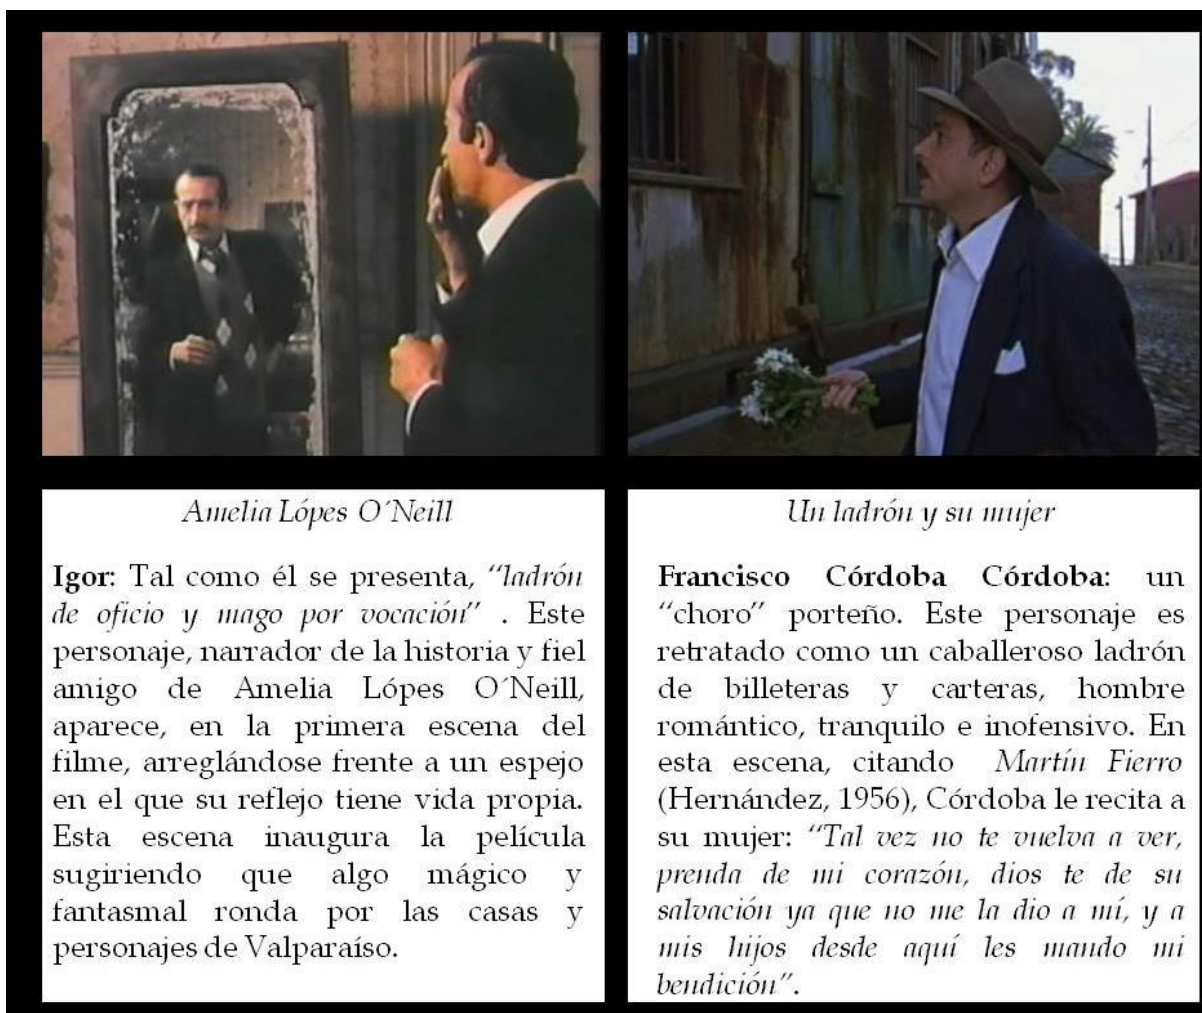 Amelia Lópes O´Neill
Igor: Tal como él se presenta, “ladrón
de oficio y mago por vocación” . Este
personaje, narrador de la historia y fiel
amigo de Amelia Lópes O´Neill,
aparece, en la primera escena del
filme, arreglándose frente a un espejo
en el que su reflejo tiene vida propia.
Esta escena inaugura la película
sugiriendo que algo mágico y
fantasmal ronda por las casas y
personajes de Valparaíso.
Un ladrón y su mujer
Francisco Córdoba Córdoba: un
“choro” porteño. Este personaje es
retratado como un caballeroso ladrón
de billeteras y carteras, hombre
romántico, tranquilo e inofensivo. En
esta escena, citando Martín Fierro
(Hernández, 1956), Córdoba le recita a
su mujer: “Tal vez no te vuelva a ver,
prenda de mi corazón, dios te de su
salvación ya que no me la dio a mí, y a
mis hijos desde aquí les mando mi
bendición”.